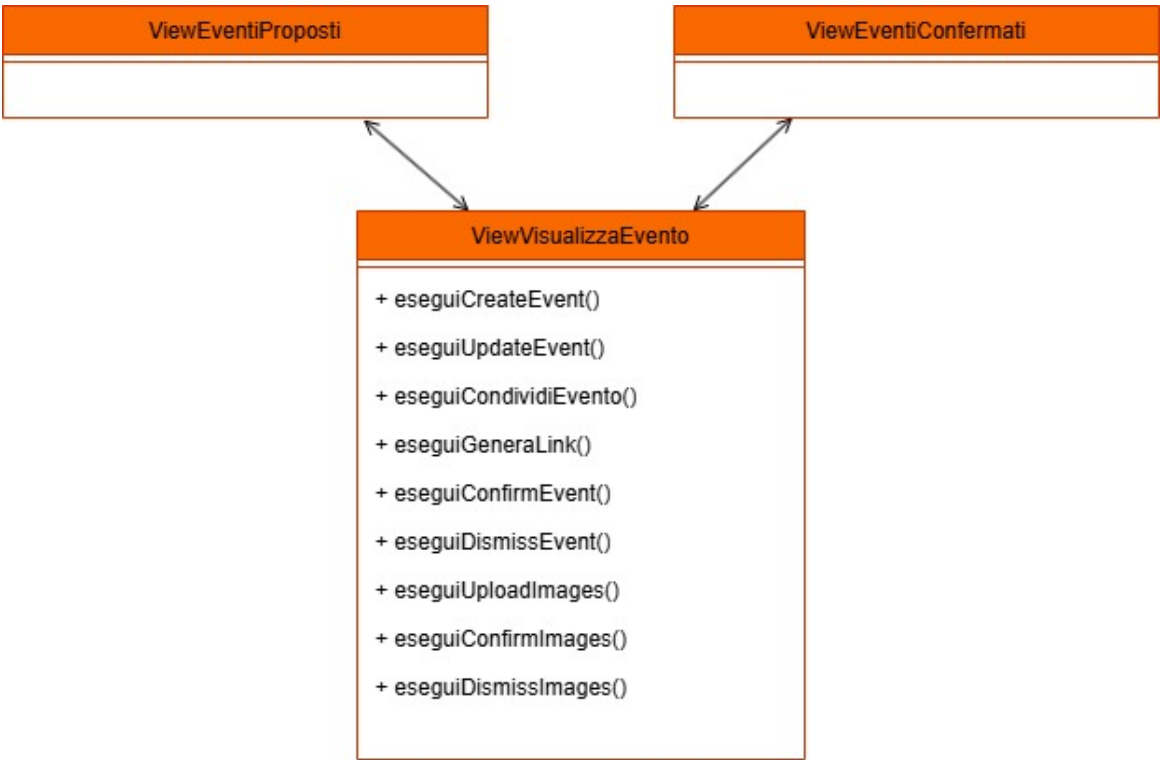 ViewEventiProposti
ViewEventiConfermati
ViewVisualizzaEvento
+ eseguiCreateEvent()
+ eseguiUpdateEvent()
+ eseguiCondividiEvento()
+ eseguiGeneraLink()
+ eseguiConfirmEvent()
+ eseguiDismissEvent()
+ eseguiUploadImages()
+ eseguiConfirmImages()
+ eseguiDismissImages()